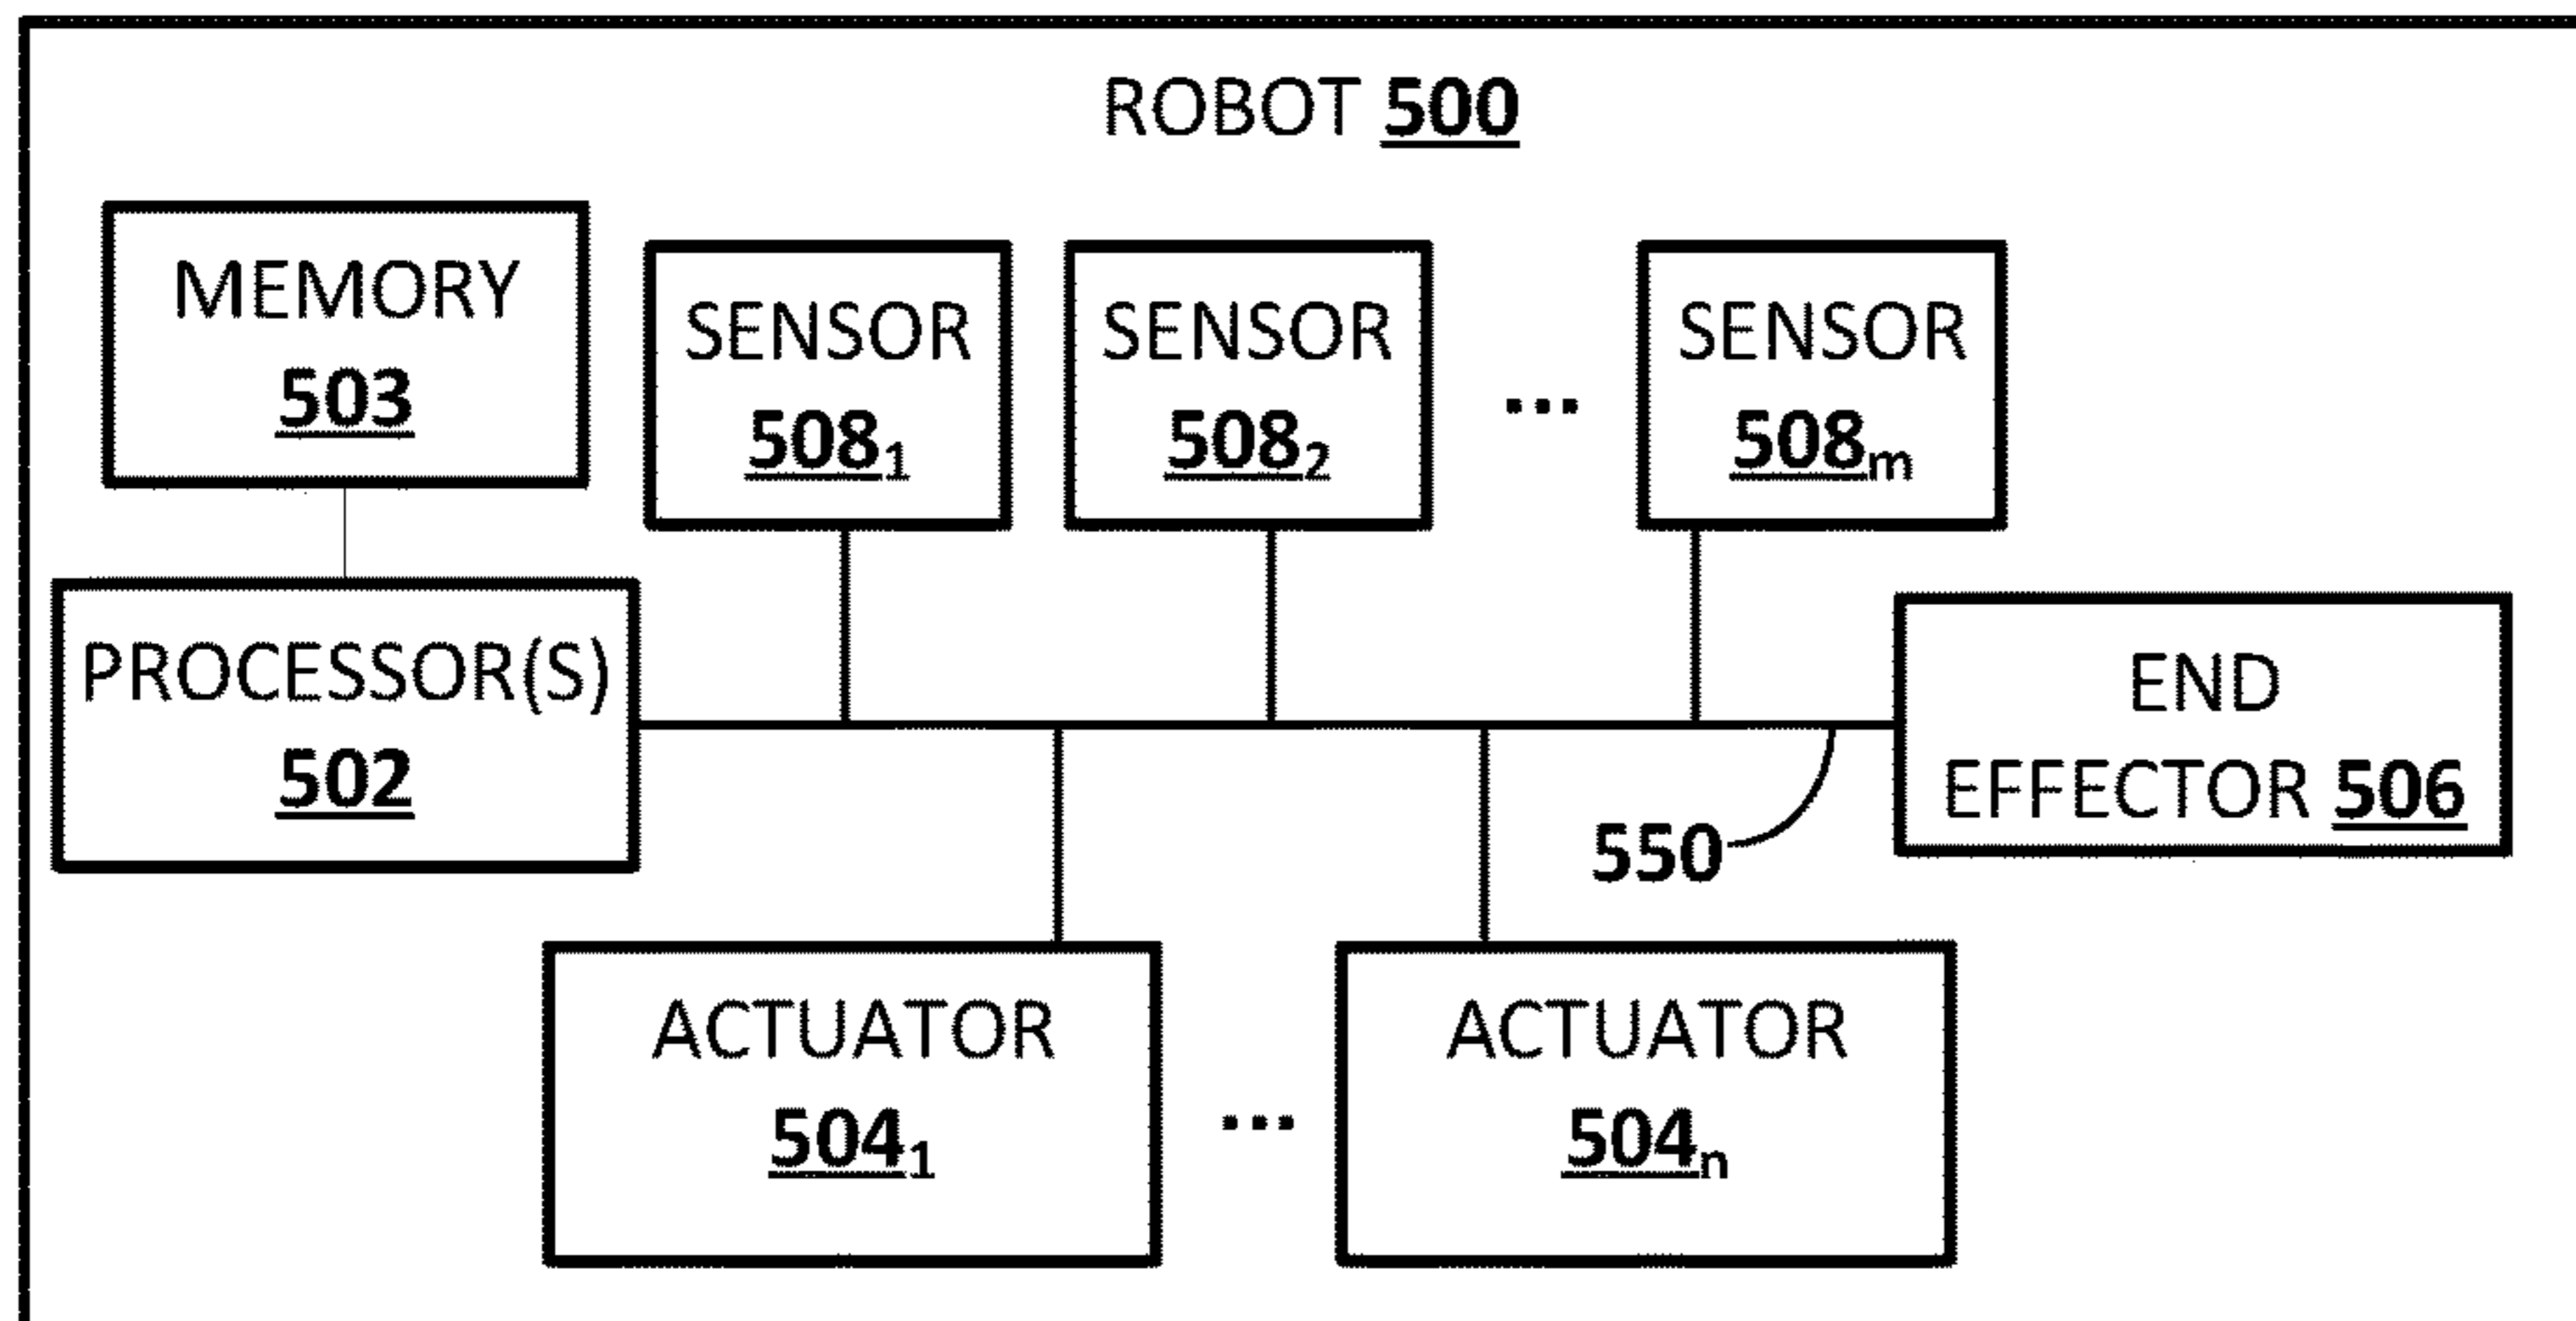 ROBOT 500
MEMORY
503
SENSOR
508₁
SENSOR
508₂
...
SENSOR
508ₘ
PROCESSOR(S)
502
END
EFFECTOR 506
550
ACTUATOR
504₁
...
ACTUATOR
504ₙ